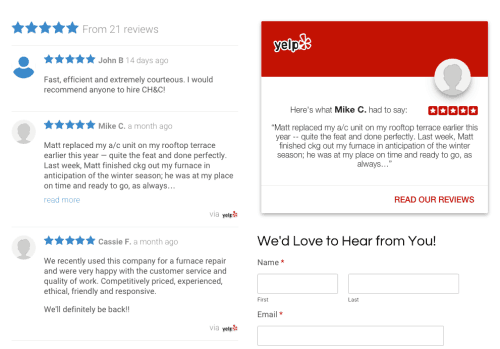 From 21 reviews
John B 14 days ago
Fast, efficient and extremely courteous. I would
recommend anyone to hire CH&C!
Mike C. a month ago
Matt replaced my a/c unit on my rooftop terrace
earlier this year — quite the feat and done perfectly.
Last week, Matt finished ckg out my furnace in
anticipation of the winter season; he was at my place
on time and ready to go, as always…
read more
via yelp
Cassie F. a month ago
We recently used this company for a furnace repair
and were very happy with the customer service and
quality of work. Competitively priced, experienced,
ethical, friendly and responsive.
We'll definitely be back!!
via yelp
yelp
Here's what Mike C. had to say:
"Matt replaced my a/c unit on my rooftop terrace earlier this
year -- quite the feat and done perfectly. Last week, Matt
finished ckg out my furnace in anticipation of the winter
season; he was at my place on time and ready to go, as
always..."
READ OUR REVIEWS
We'd Love to Hear from You!
Name *
First Last
Email *